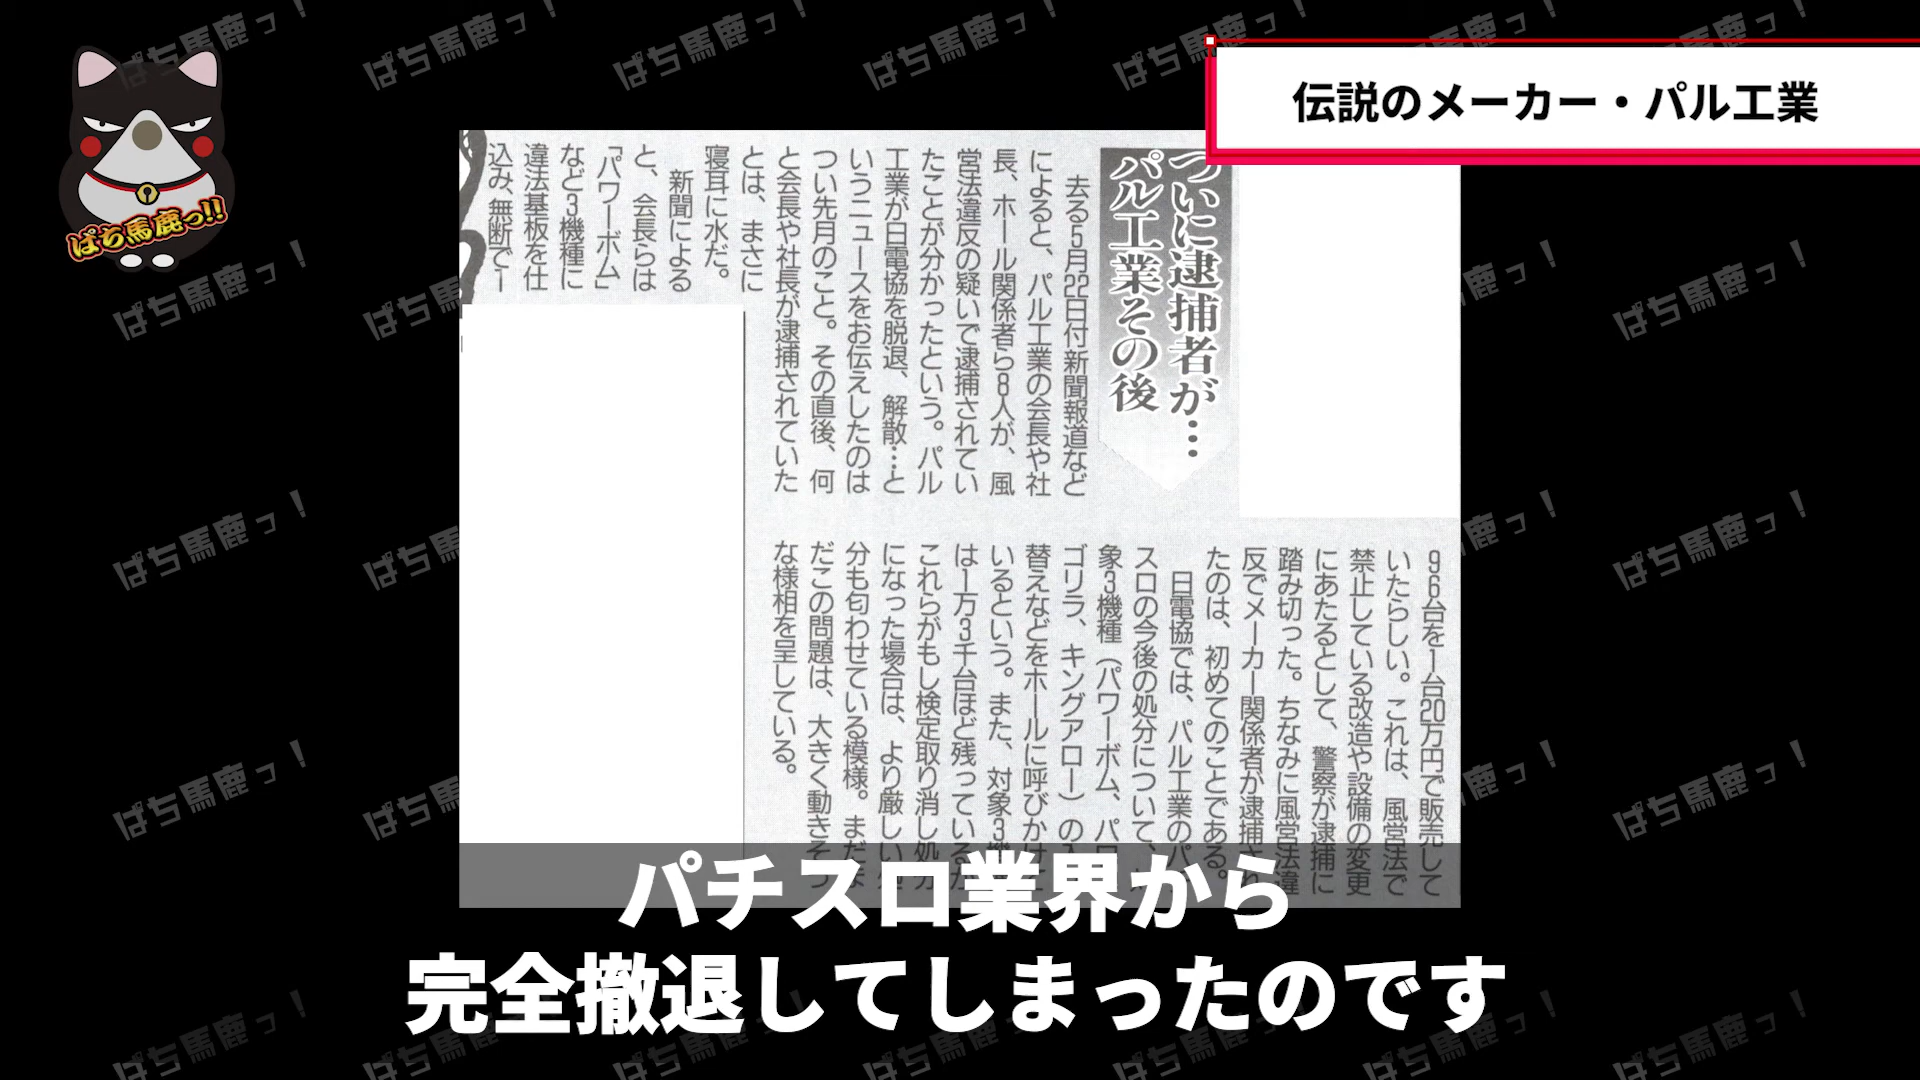 伝説のメーカー・パル工業
ぱち馬鹿っ!!
ついに逮捕者が…
パル工業その後
去る5月22日付新聞報道など
によると、パル工業の会長や社
長、ホール関係者ら8人が、風
営法違反の疑いで逮捕されてい
たことが分かったという。パル
工業が日電協を脱退、解散…と
いうニュースをお伝えしたのは
つい先月のこと。その直後、何
と会長や社長が逮捕されていた
とは、まさに
寝耳に水だ。
新聞による
と、会長らは
「パワーボム」
など3機種に
違法基板を仕
込み、無断で1
96台を1台20万円で販売して
いたらしい。これは、風営法で
禁止している改造や設備の変更
にあたるとして、警察が逮捕に
踏み切った。ちなみに風営法違
反でメーカー関係者が逮捕され
たのは、初めてのことである。
日電協では、パル工業のパチ
スロの今後の処分について、
象3機種(パワーボム、パロ
ゴリラ、キングアロー)の入
替えなどをホールに呼びかけて
いるという。また、対象3機
は1万3千台ほど残っているが
これらがもし検定取り消し処分
になった場合は、より厳しい
分も匂わせている模様。まだま
だこの問題は、大きく動きそう
な様相を呈している。
パチスロ業界から
完全撤退してしまったのです
ぱち馬鹿っ!